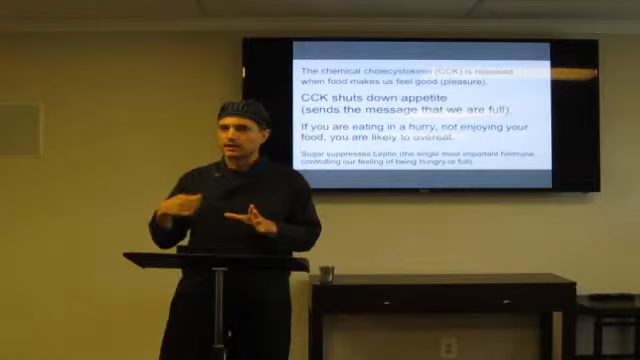 The chemical cholecystokein (CCK) is released
when food makes us feel good (pleasure).
CCK shuts down appetite
(sends the message that we are full).
If you are eating in a hurry, not enjoying your
food, you are likely to overeat.
Sugar suppresses Leptin (the single most important hormone
controlling our feeling of being hungry or full).